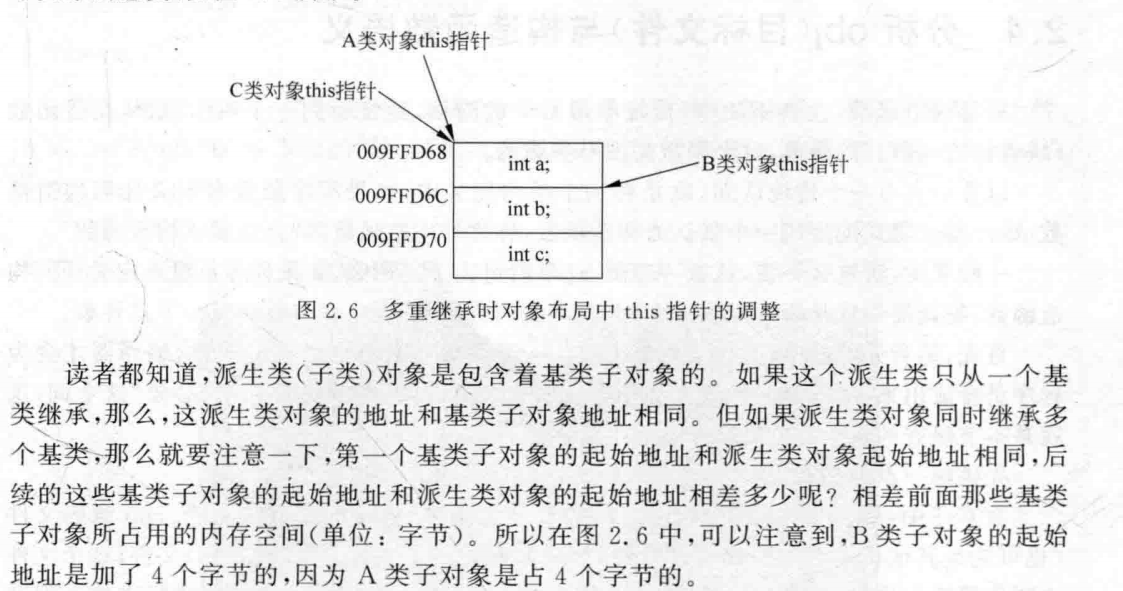 A类对象this指针
C类对象this指针
009FFD68
int a;
B类对象this指针
009FFD6C
int b;
009FFD70
int c;
图 2.6 多重继承时对象布局中 this 指针的调整
读者都知道,派生类(子类)对象是包含着基类子对象的。如果这个派生类只从一个基
类继承,那么,这派生类对象的地址和基类子对象地址相同。但如果派生类对象同时继承多
个基类,那么就要注意一下,第一个基类子对象的起始地址和派生类对象起始地址相同,后
续的这些基类子对象的起始地址和派生类对象的起始地址相差多少呢?相差前面那些基类
子对象所占用的内存空间(单位:字节)。所以在图 2.6 中,可以注意到,B 类子对象的起始
地址是加了 4 个字节的,因为 A 类子对象是占 4 个字节的。